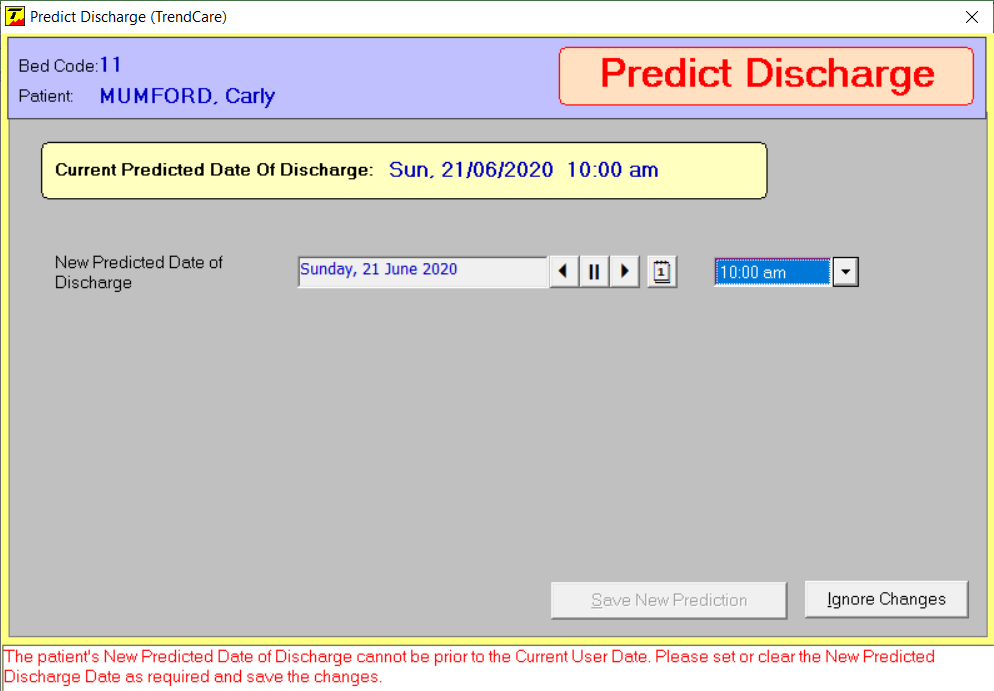 Predict Discharge (TrendCare)
Bed Code: 11
Predict Discharge
Patient: MUMFORD, Carly
Current Predicted Date Of Discharge: Sun, 21/06/2020 10:00 am
New Predicted Date of
Discharge
Sunday, 21 June 2020
1
10:00 am
Save New Prediction
Ignore Changes
The patient's New Predicted Date of Discharge cannot be prior to the Current User Date. Please set or clear the New Predicted
Discharge Date as required and save the changes.